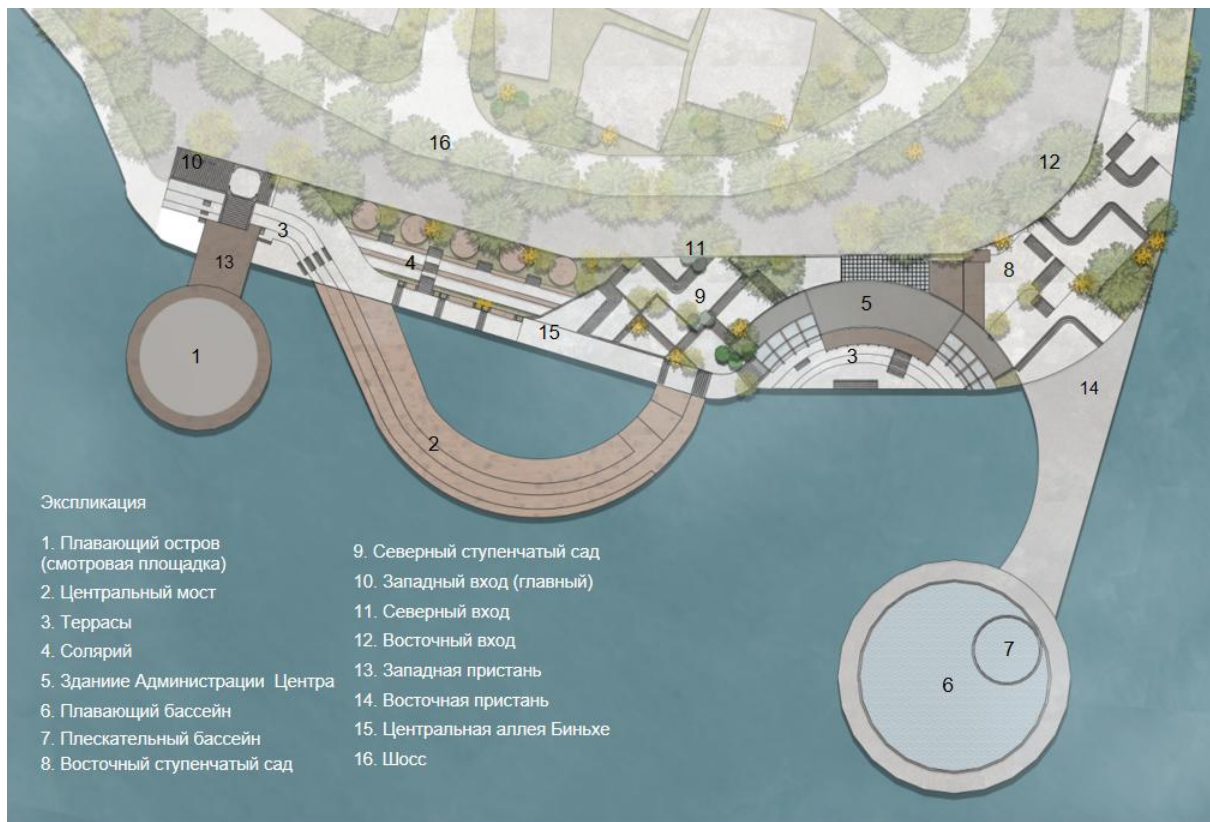 16
12
10
3
11
13
4
8
9
5
15
1
3
14
2
Экспликация
1. Плавающий остров
(смотровая площадка)
2. Центральный мост
3. Террасы
4. Солярий
5. Зданиие Администрации Центра
6. Плавающий бассейн
7. Плескательный бассейн
8. Восточный ступенчатый сад
9. Северный ступенчатый сад
10. Западный вход (главный)
11. Северный вход
12. Восточный вход
13. Западная пристань
14. Восточная пристань
15. Центральная аллея Биньхе
16. Шосс
7
6